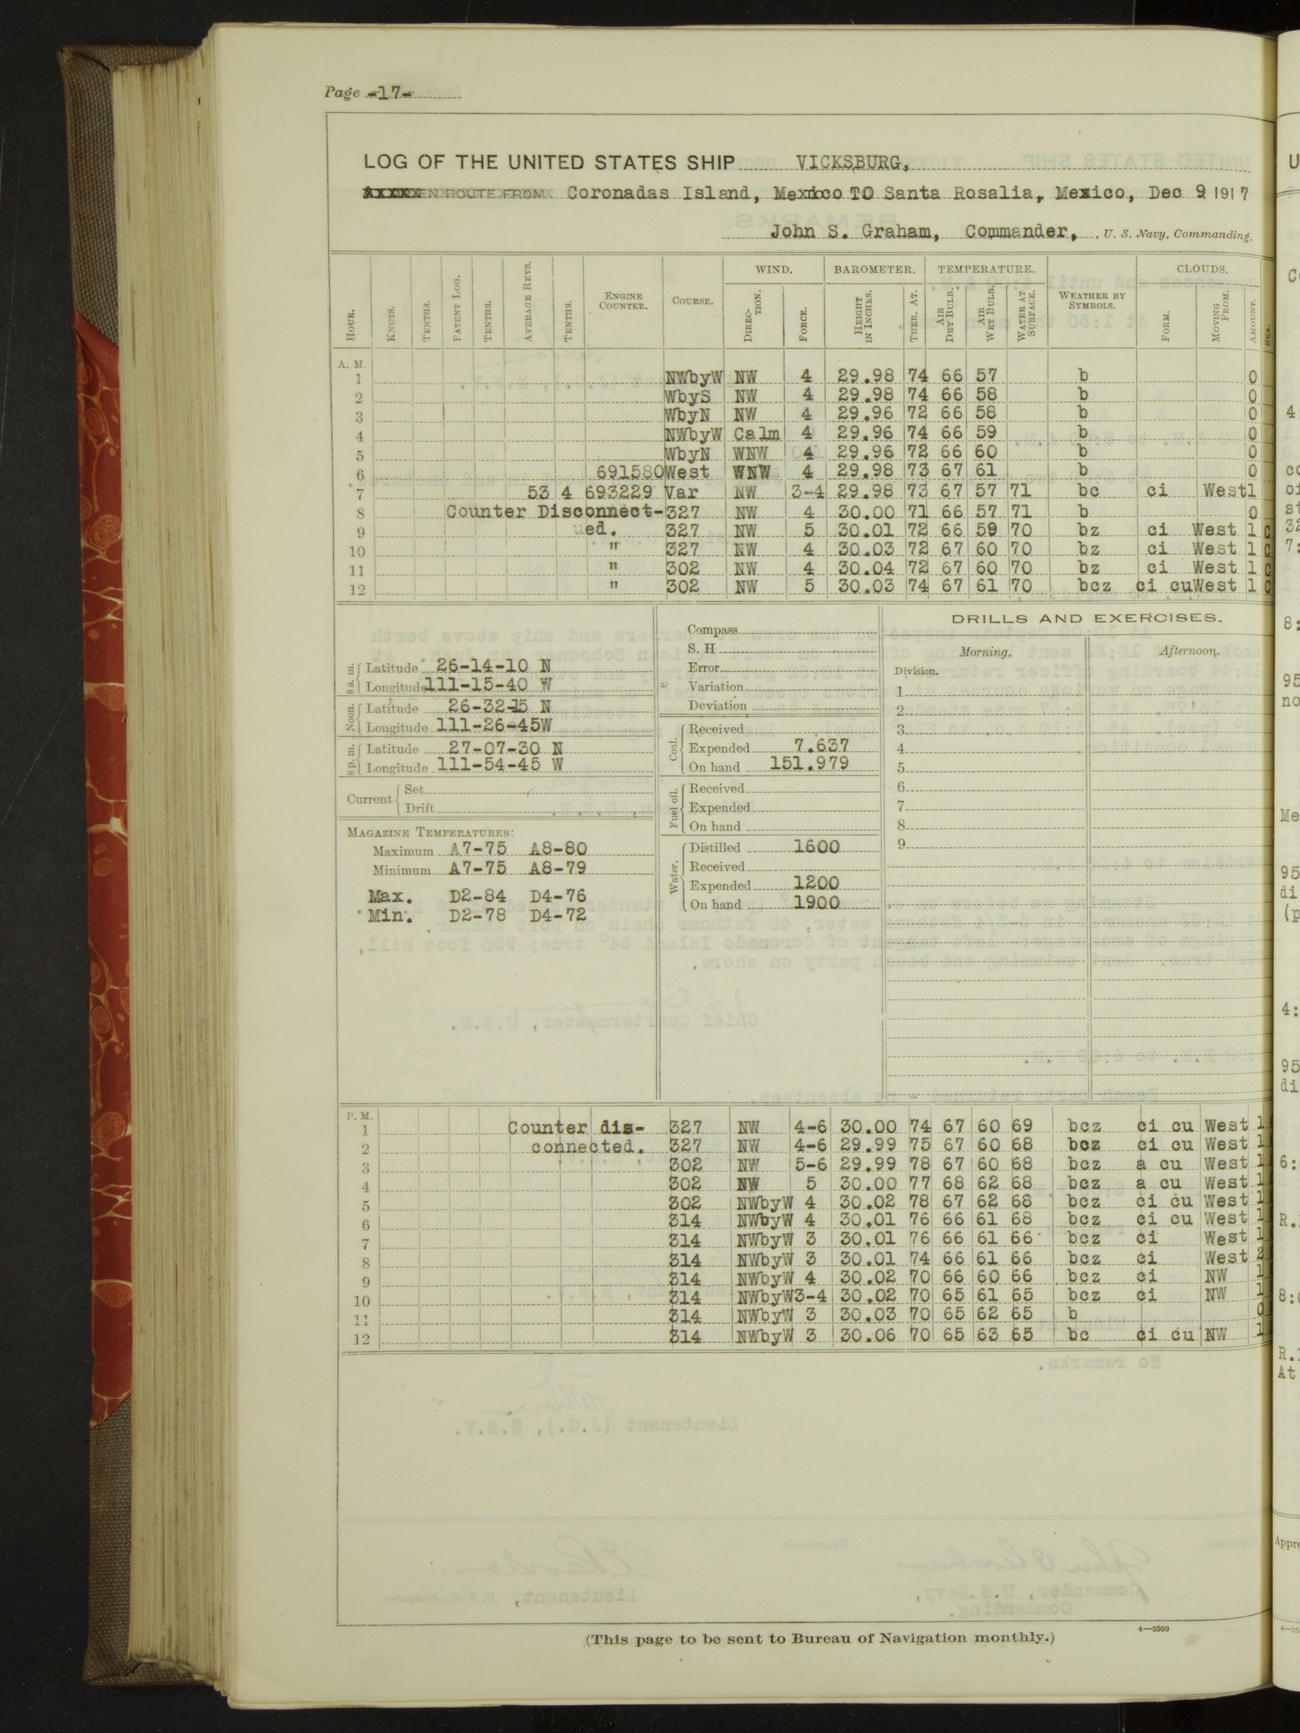 Page -17-
LOG OF THE UNITED STATES SHIP VICKSBURG,
EN ROUTE FROM Coronadas Island, Mexico TO Santa Rosalia, Mexico, Dec 9 1917
John S. Graham, Commander, , U. S. Navy, Commanding.
WIND. BAROMETER. TEMPERATURE. CLOUDS.
HOUR. KNOTS. TENTHS. PATENT LOG. TENTHS. AVERAGE REVS. TENTHS. ENGINE COUNTER. COURSE. DIRECTION. FORCE. HEIGHT IN INCHES. THER. AT. AIR DRY BULB. AIR WET BULB. WATER AT SURFACE. WEATHER BY SYMBOLS. FORM. MOVING FROM. AMOUNT. SEA.
A. M.
1 NWbyW NW 4 29.98 74 66 57 b 0
2 WbyS NW 4 29.98 74 66 58 b 0
3 WbyN NW 4 29.96 72 66 58 b 0
4 NWbyW Calm 4 29.96 74 66 59 b 0
5 WbyN WNW 4 29.96 72 66 60 b 0
6 691580 West WNW 4 29.98 73 67 61 b 0
7 53 4 693229 Var NW 3-4 29.98 73 67 57 71 bc ci West 1
8 Counter Disconnect- 327 NW 4 30.00 71 66 57 71 b 0
9 ed. 327 NW 5 30.01 72 66 59 70 bz ci West 1
10 " 327 NW 4 30.03 72 67 60 70 bz ci West 1
11 " 302 NW 4 30.04 72 67 60 70 bz ci West 1
12 " 302 NW 5 30.03 74 67 61 70 bcz ci cu West 1
8 a. m. Latitude 26-14-10 N
Longitude 111-15-40 W
Noon. Latitude 26-32-15 N
Longitude 111-26-45W
8 p. m. Latitude 27-07-30 N
Longitude 111-54-45 W
Current Set
Drift
MAGAZINE TEMPERATURES:
Maximum A7-75 A8-80
Minimum A7-75 A8-79
Max. D2-84 D4-76
Min. D2-78 D4-72
Compass
S. H
Error
Variation
Deviation
Coal. Received
Expended 7.637
On hand 151.979
Fuel oil. Received
Expended
On hand
Water. Distilled 1600
Received
Expended 1200
On hand 1900
DRILLS AND EXERCISES.
Morning. Afternoon.
Division.
1
2
3
4
5
6
7
8
9
P. M.
1 Counter dis- 327 NW 4-6 30.00 74 67 60 69 bcz ci cu West 1
2 connected. 327 NW 4-6 29.99 75 67 60 68 bcz ci cu West 1
3 302 NW 5-6 29.99 78 67 60 68 bcz a cu West 1
4 302 NW 5 30.00 77 68 62 68 bcz a cu West 1
5 302 NWbyW 4 30.02 78 67 62 68 bcz ci cu West 1
6 314 NWbyW 4 30.01 76 66 61 68 bcz ci cu West 1
7 314 NWbyW 3 30.01 76 66 61 66 bcz ci West 1
8 314 NWbyW 3 30.01 74 66 61 66 bcz ci West 2
9 314 NWbyW 4 30.02 70 66 60 66 bcz ci NW 1
10 314 NWbyW 3-4 30.02 70 65 61 65 bcz ci NW 1
11 314 NWbyW 3 30.03 70 65 62 65 b 0
12 314 NWbyW 3 30.06 70 65 63 65 bc ci cu NW 1
(This page to be sent to Bureau of Navigation monthly.)
4—2599